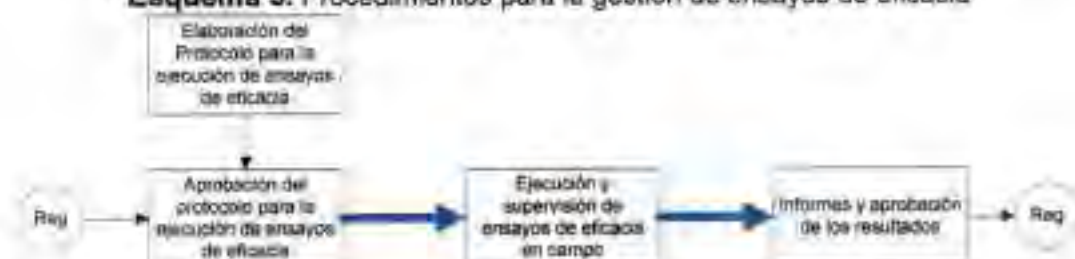 Esquema 3. Procedimientos para la gestión de ensayos de eficacia
Elaboración del
Protocolo para la
ejecución de ensayos
de eficacia
Reg
Aprobación del
protocolo para la
ejecución de ensayos
de eficacia
Ejecución y
supervisión de
ensayos de eficacia
en campo
Informes y aprobación
de los resultados
Reg